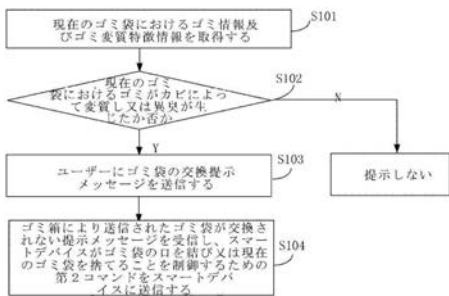 S101
現在のゴミ袋におけるゴミ情報及
びゴミ変質特徴情報を取得する
S102
現在のゴミ
袋におけるゴミがカビによっ
て変質し又は異臭が生
じたか否か
N
Y
S103
ユーザーにゴミ袋の交換提示
メッセージを送信する
提示しない
S104
ゴミ箱により送信されたゴミ袋が交換さ
れない提示メッセージを受信し、スマー
トデバイスがゴミ袋の口を結び又は現在
のゴミ袋を捨てることを制御するための
第2コマンドをスマートデバ
イスに送信する